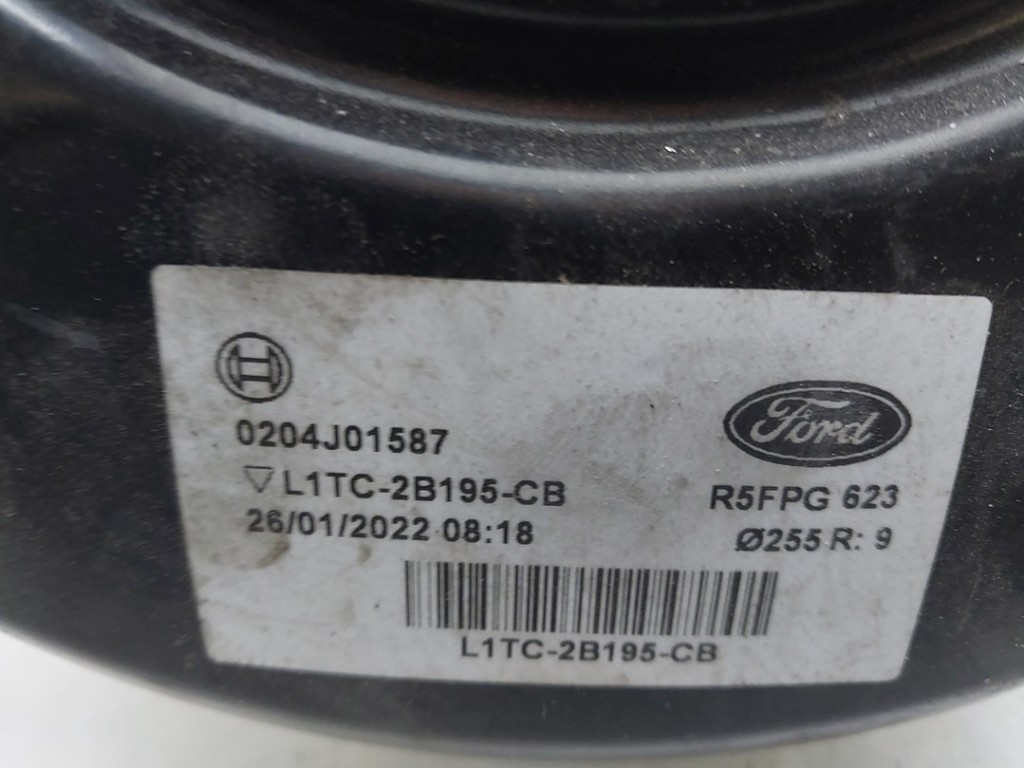 0204J01587
▽L1TC-2B195-CB
26/01/2022 08:18
Ford
R5FPG 623
Ø255 R: 9
L1TC-2B195-CB